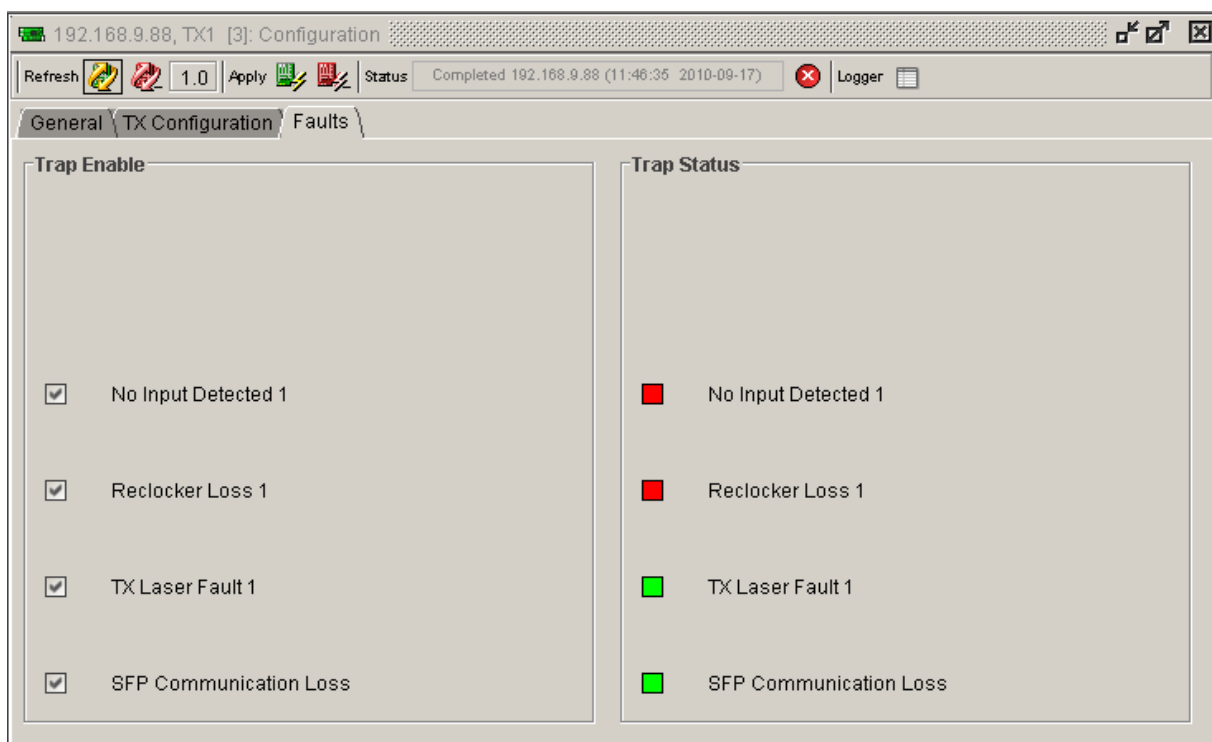 192.168.9.88, TX1 [3]: Configuration
Refresh 1.0 Apply Status Completed 192.168.9.88 (11:46:35 2010-09-17) Logger
General TX Configuration Faults
Trap Enable
No Input Detected 1
Reclocker Loss 1
TX Laser Fault 1
SFP Communication Loss
Trap Status
No Input Detected 1
Reclocker Loss 1
TX Laser Fault 1
SFP Communication Loss